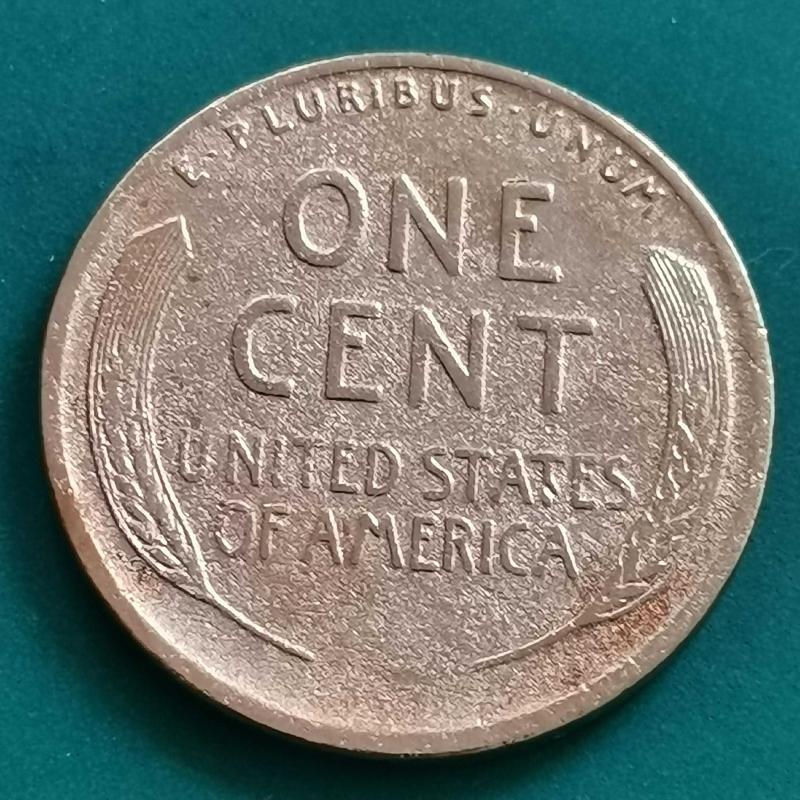 E·PLURIBUS·UNUM
ONE
CENT
UNITED STATES
OF AMERICA